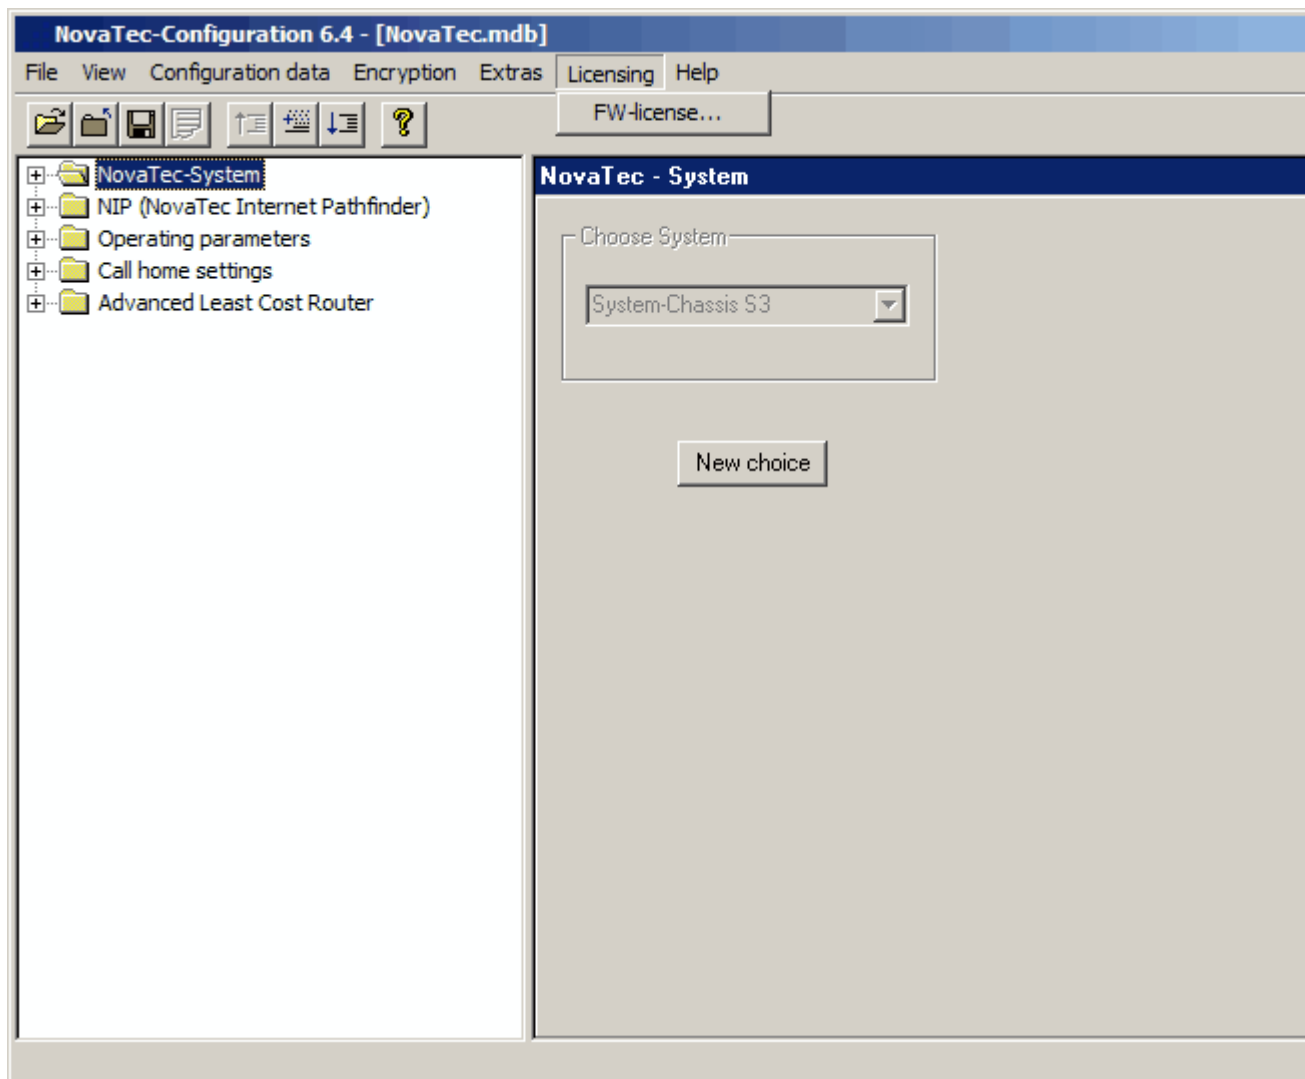 NovaTec-Configuration 6.4 - [NovaTec.mdb]
File View Configuration data Encryption Extras Licensing Help
FW-license...
NovaTec-System
NIP (NovaTec Internet Pathfinder)
Operating parameters
Call home settings
Advanced Least Cost Router
NovaTec - System
Choose System
System-Chassis S3
New choice